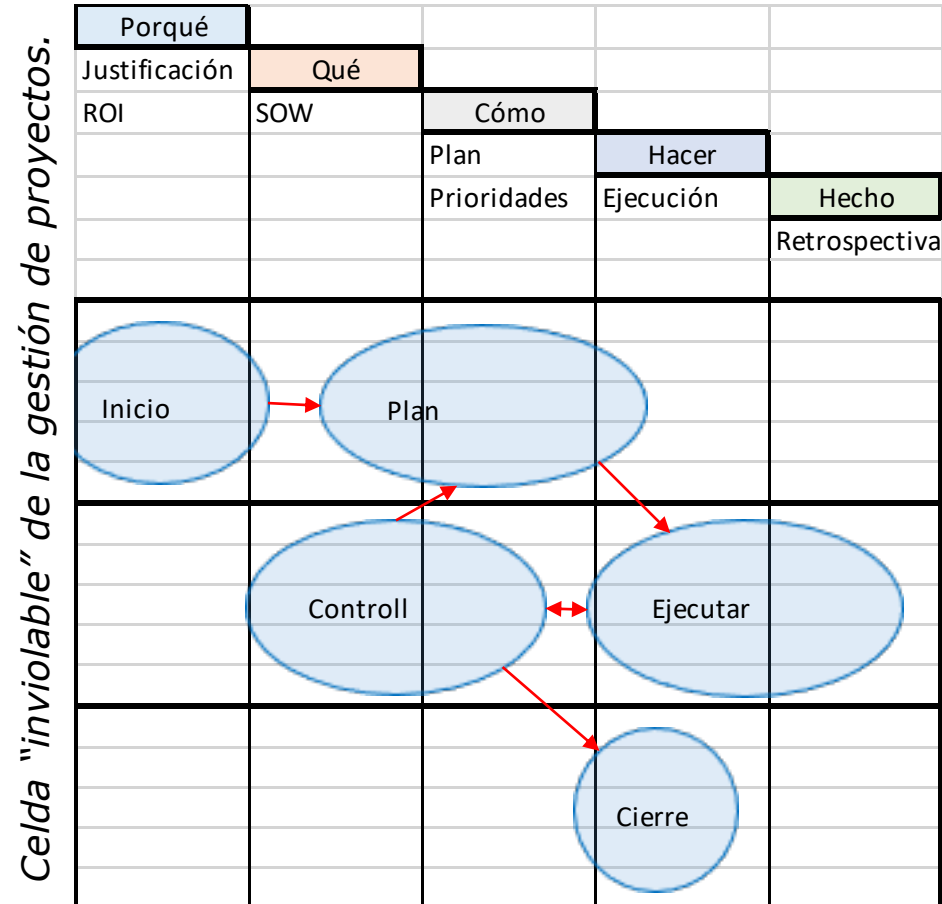 Celda “inviolable” de la gestión de proyectos.
Porqué
Justificación Qué
ROI SOW Cómo
Plan Hacer
Prioridades Ejecución Hecho
Retrospectiva
Inicio Plan
Controll Ejecutar
Cierre